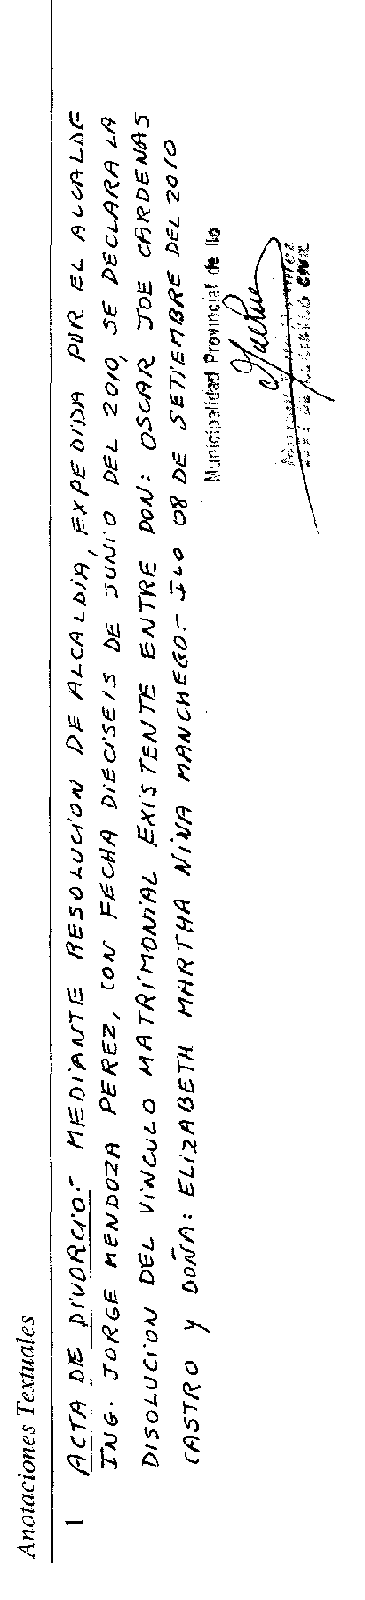 Anotaciones Textuales
1 ACTA DE DIVORCIO.- MEDIANTE RESOLUCION DE ALCALDIA, EXPEDIDA POR EL ALCALDE
ING. JORGE MENDOZA PEREZ, CON FECHA DIECISEIS DE JUNIO DEL 2010, SE DECLARA LA
DISOLUCION DEL VINCULO MATRIMONIAL EXISTENTE ENTRE DON: OSCAR JOE CARDENAS
CASTRO Y DOÑA: ELIZABETH MARTHA NINA MANCHEGO.- ILO 08 DE SETIEMBRE DEL 2010
Municipalidad Provincial de Ilo
CIVIL